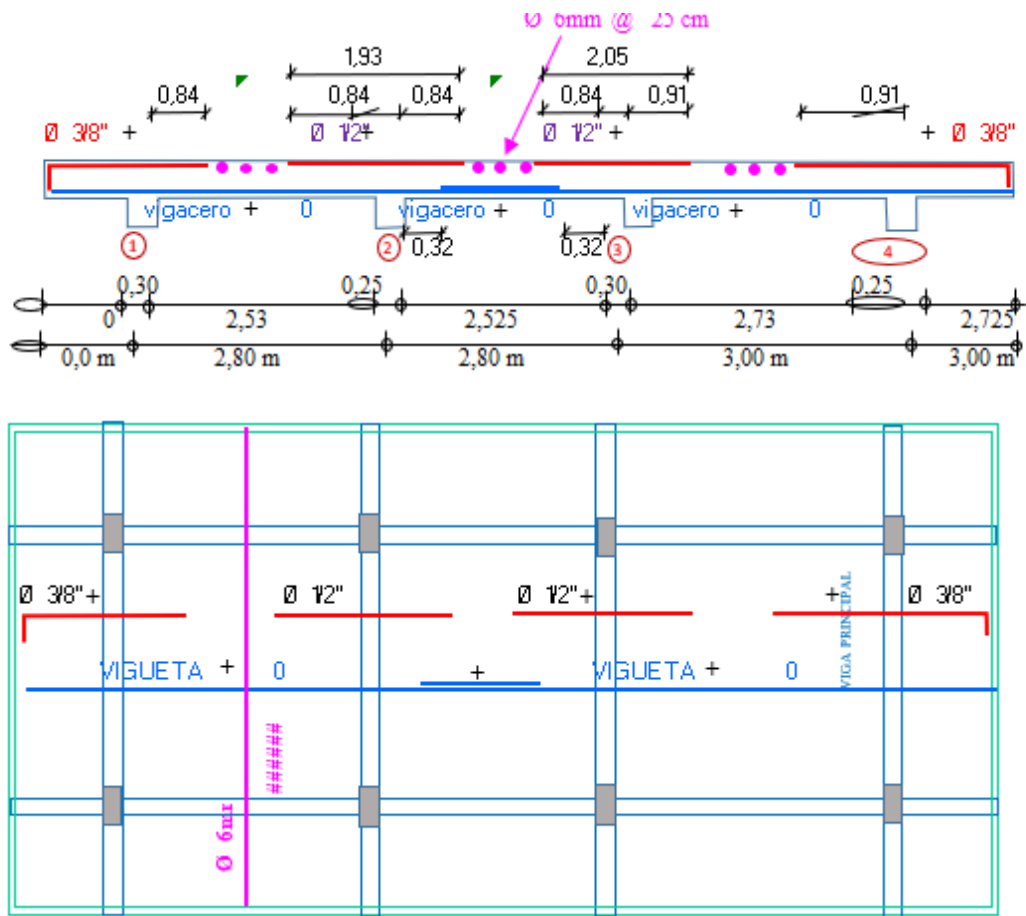 Ø 6mm @ 25 cm
1,93 2,05
0,84 0,84 0,84 0,84 0,91 0,91
Ø 3/8" + Ø 1/2"+ Ø 1/2"+ + Ø 3/8"
vigacero + 0 vigacero + 0 vigacero + 0
1 2 0,32 0,32 3 4
0,30 0,25 0,30 0,25
0 2,53 2,525 2,73 2,725
0,0 m 2,80 m 2,80 m 3,00 m 3,00 m
Ø 3/8"+ Ø 1/2" Ø 1/2"+ + Ø 3/8"
VIGUETA + 0 + VIGUETA + 0
VIGA PRINCIPAL
######
Ø 6mr